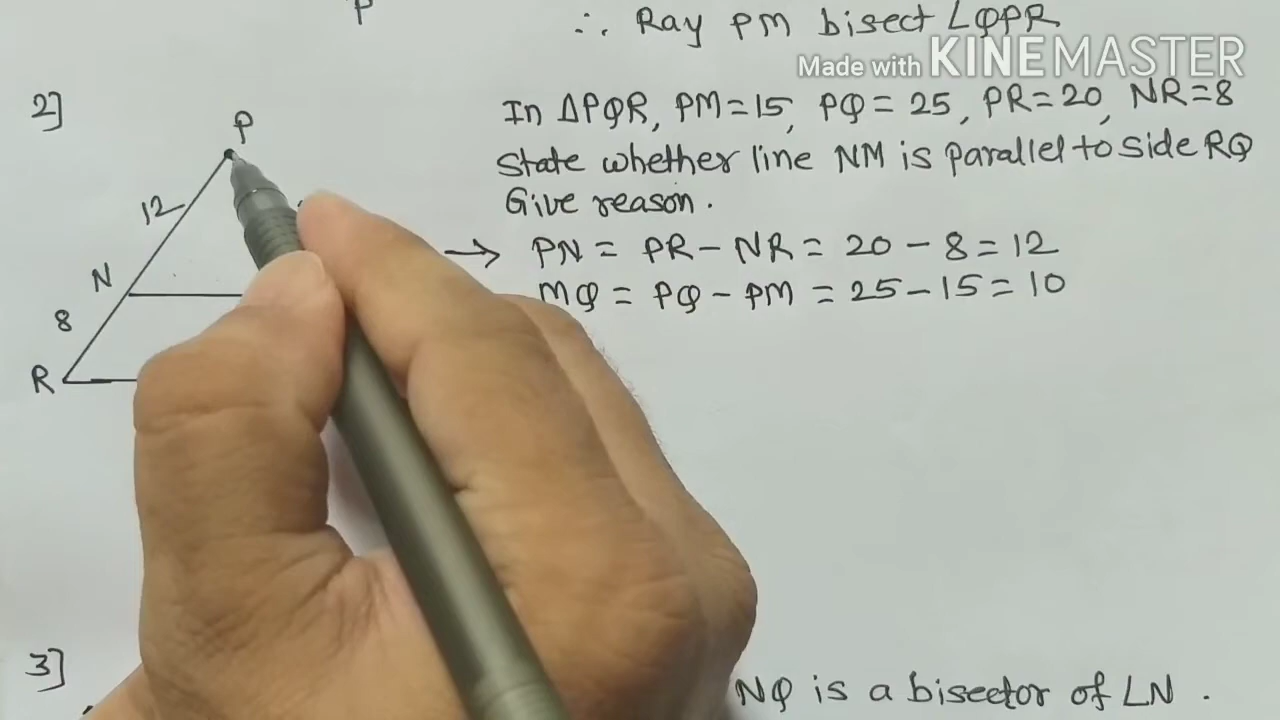 P
∴ Ray PM bisect ∠QPR
Made with KINEMASTER
2]
P
12
N
8
R
In ΔPQR, PM=15, PQ=25, PR=20, NR=8
State whether line NM is parallel to side RQ
Give reason.
→ PN = PR - NR = 20 - 8 = 12
MQ = PQ - PM = 25 - 15 = 10
3]
NQ is a bisector of ∠N.